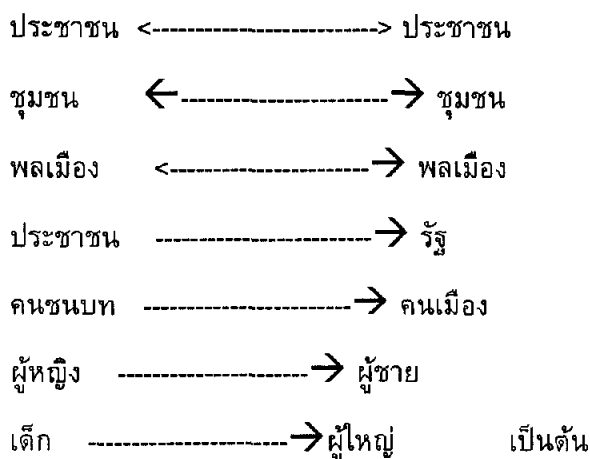 ประชาชน <----------------------------> ประชาชน
ชุมชน ←--------------------------→ ชุมชน
พลเมือง <-------------------------→ พลเมือง
ประชาชน ---------------------------→ รัฐ
คนชนบท --------------------------→ คนเมือง
ผู้หญิง ------------------------→ ผู้ชาย
เด็ก -------------------------→ผู้ใหญ่ เป็นต้น